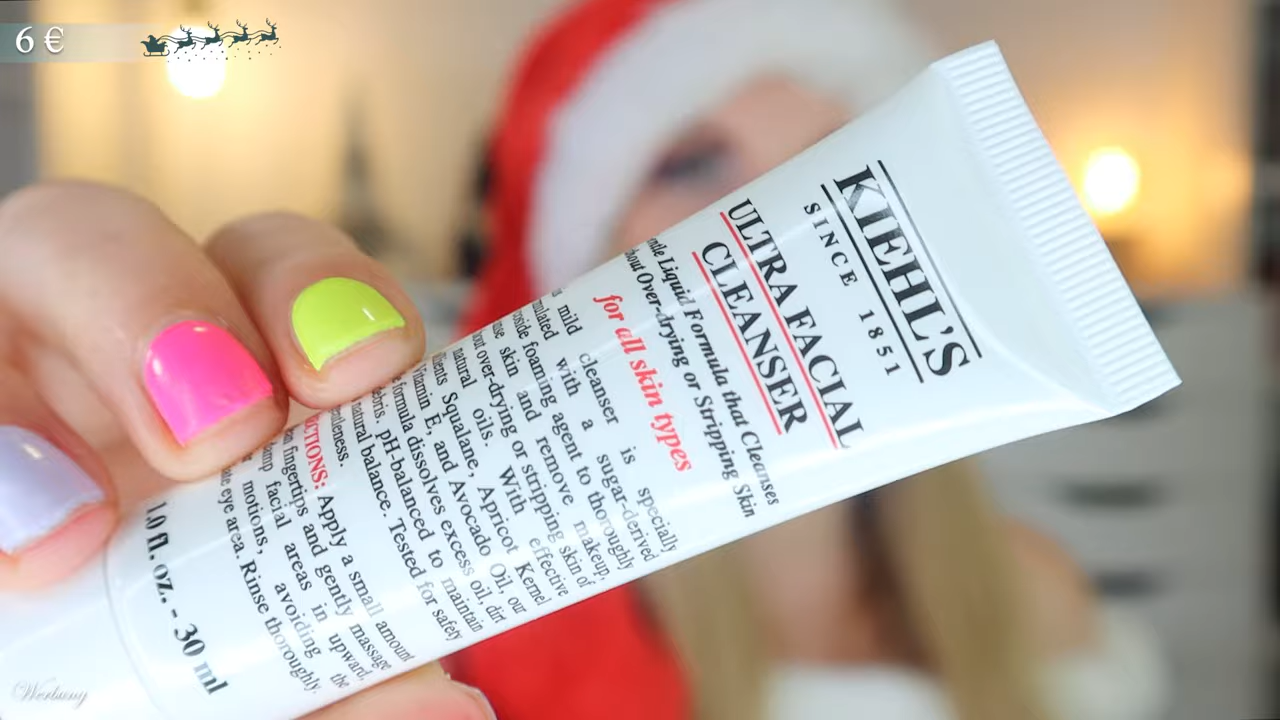 6 €
KIEHL'S
SINCE 1851
ULTRA FACIAL
CLEANSER
Liquid Formula that Cleanses
Over-drying or Stripping Skin
for all skin types
mild cleanser is specially
with a sugar-derived
foaming agent to thoroughly
skin and remove makeup,
over-drying or stripping skin of
natural oils. With effective
Squalane, Apricot Kernel
Vitamin E, and Avocado Oil, our
formula dissolves excess oil, dirt
pH-balanced to maintain
natural balance. Tested for safety
Apply a small amount
fingertips and gently massage
facial areas in upward,
motions, avoiding the
eye area. Rinse thoroughly.
1.0 fl. oz. - 30 ml
Werbung